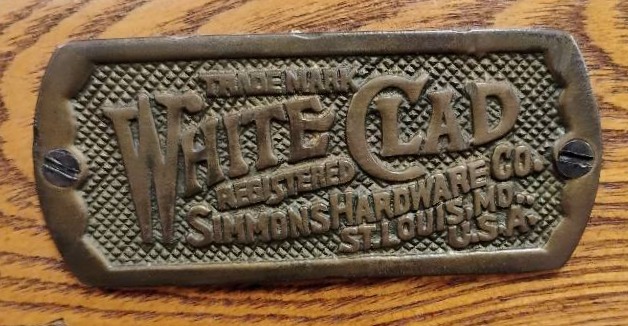 TRADE MARK
WHITE CLAD
REGISTERED
SIMMONS HARDWARE CO.
ST. LOUIS, MO.,
U.S.A.